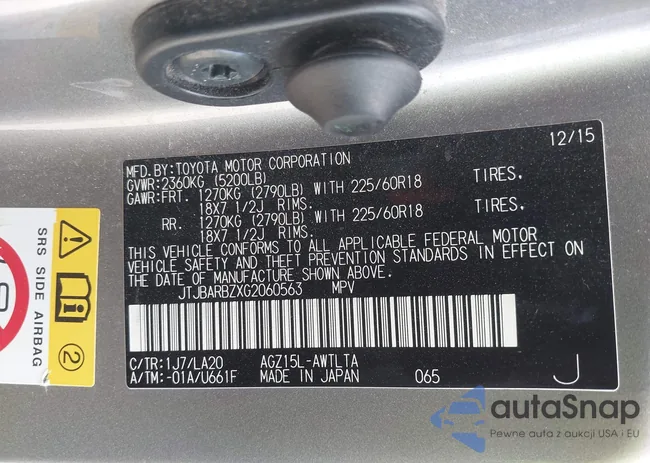 12/15
MFD.BY:TOYOTA MOTOR CORPORATION
GVWR:2360KG (5200LB)
GAWR:FRT. 1270KG (2790LB) WITH 225/60R18 TIRES,
18X7 1/2J RIMS.
RR. 1270KG (2790LB) WITH 225/60R18 TIRES,
18X7 1/2J RIMS.
THIS VEHICLE CONFORMS TO ALL APPLICABLE FEDERAL MOTOR
VEHICLE SAFETY AND THEFT PREVENTION STANDARDS IN EFFECT ON
THE DATE OF MANUFACTURE SHOWN ABOVE.
JTJBARBZXG2060563 MPV
C/TR:1J7/LA20 AGZ15L-AWTLTA
A/TM:-01A/U661F MADE IN JAPAN 065 J
SRS SIDE AIRBAG
2
autaSnap
Pewne auta z aukcji USA i EU